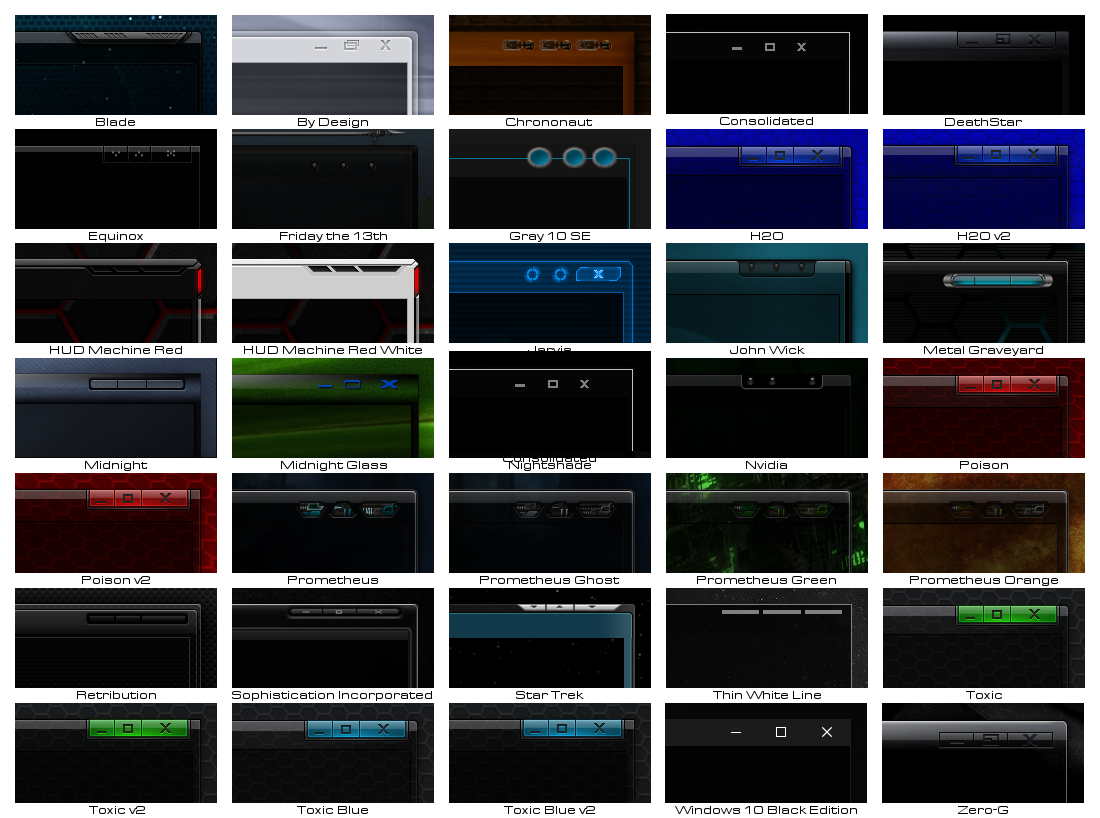 Blade
By Design
Chrononaut
Consolidated
DeathStar
Equinox
Friday the 13th
Gray 10 SE
H2O
H2O v2
HUD Machine Red
HUD Machine Red White
Jarvis
John Wick
Metal Graveyard
Midnight
Midnight Glass
Consolidated
Nightshade
Nvidia
Poison
Poison v2
Prometheus
Prometheus Ghost
Prometheus Green
Prometheus Orange
Retribution
Sophistication Incorporated
Star Trek
Thin White Line
Toxic
Toxic v2
Toxic Blue
Toxic Blue v2
Windows 10 Black Edition
Zero-G